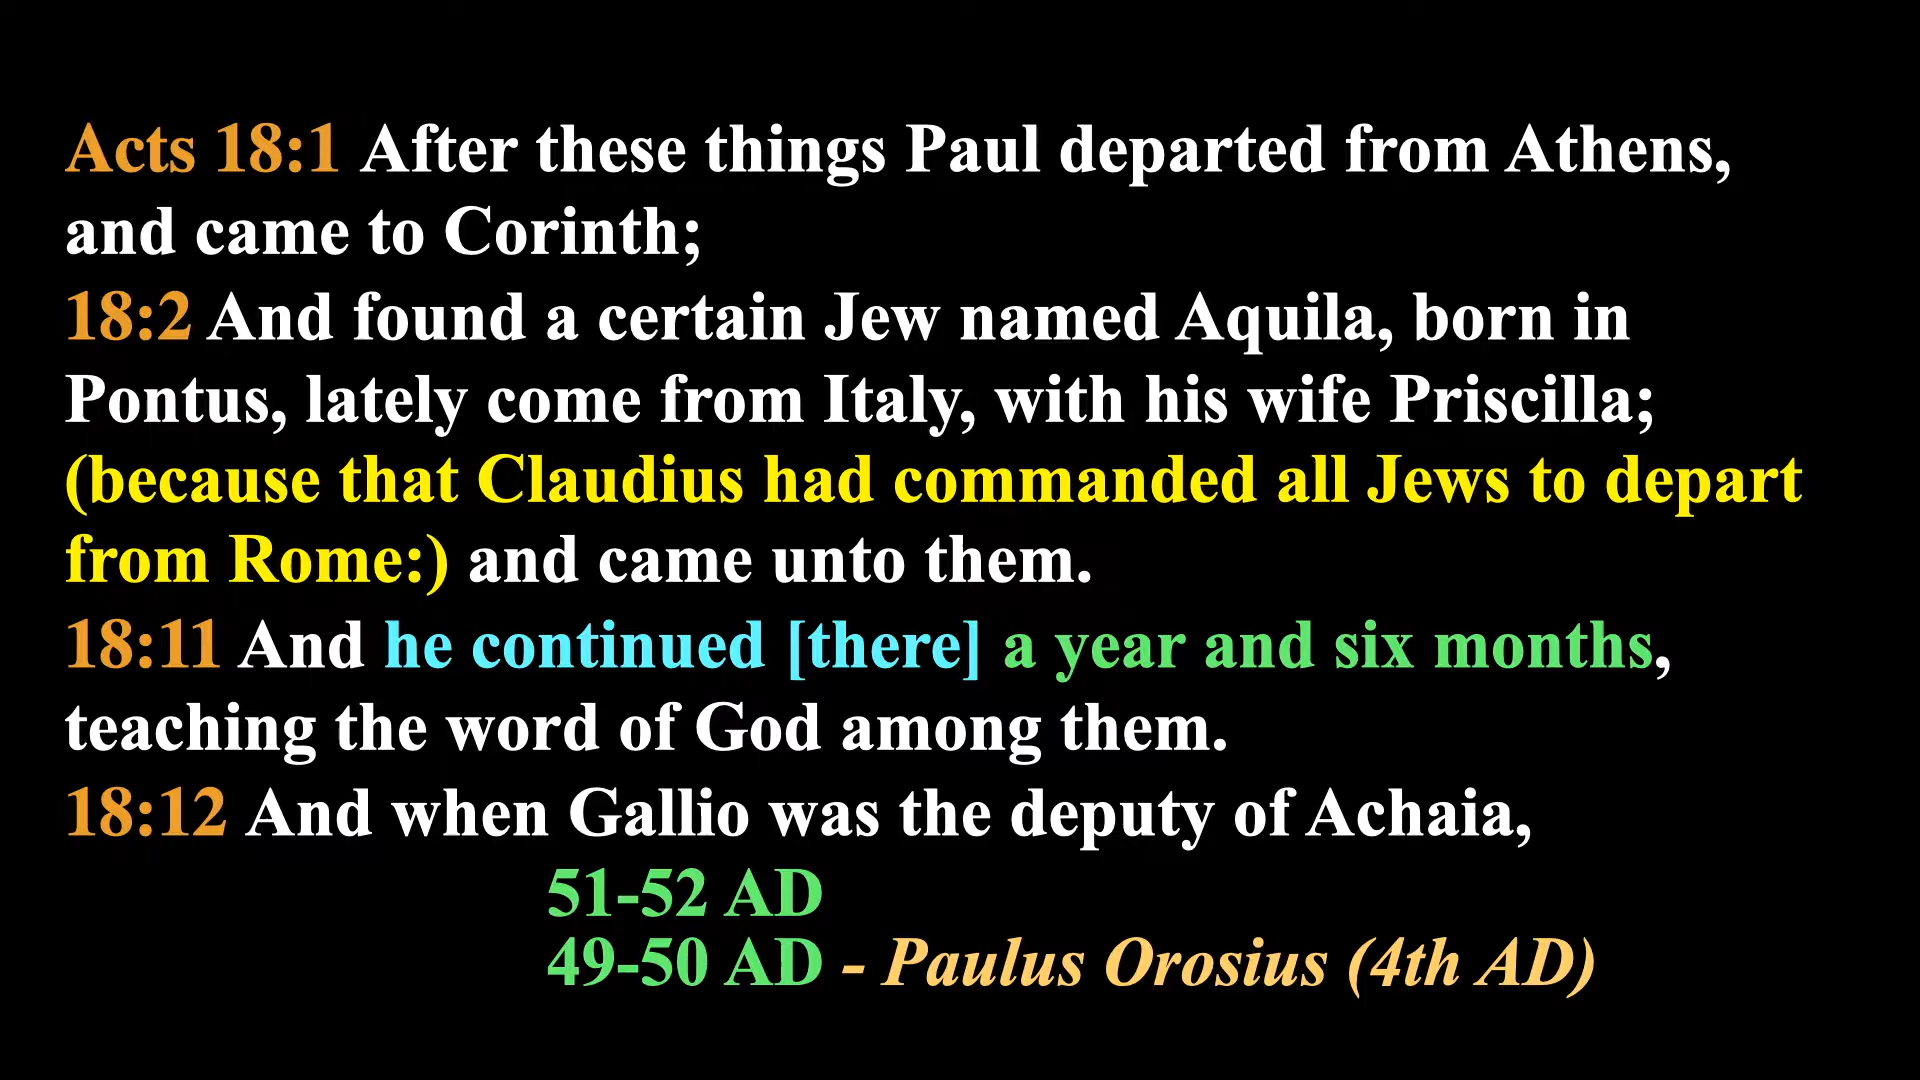 Acts 18:1 After these things Paul departed from Athens,
and came to Corinth;
18:2 And found a certain Jew named Aquila, born in
Pontus, lately come from Italy, with his wife Priscilla;
(because that Claudius had commanded all Jews to depart
from Rome:) and came unto them.
18:11 And he continued [there] a year and six months,
teaching the word of God among them.
18:12 And when Gallio was the deputy of Achaia,
51-52 AD
49-50 AD - Paulus Orosius (4th AD)